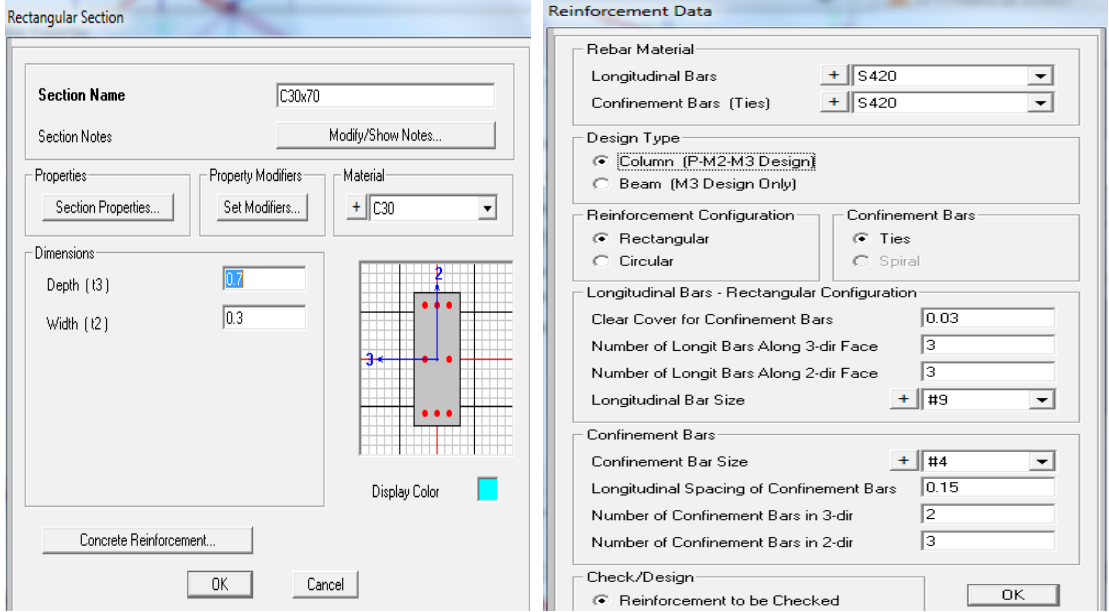 Rectangular Section
Section Name
C30x70
Section Notes
Modify/Show Notes...
Properties
Section Properties...
Property Modifiers
Set Modifiers...
Material
+ C30
Dimensions
Depth ( t3 )
0.7
Width ( t2 )
0.3
2
3
Display Color
Concrete Reinforcement...
OK
Cancel
Reinforcement Data
Rebar Material
Longitudinal Bars + S420
Confinement Bars (Ties) + S420
Design Type
Column (P-M2-M3 Design)
Beam (M3 Design Only)
Reinforcement Configuration
Rectangular
Circular
Confinement Bars
Ties
Spiral
Longitudinal Bars - Rectangular Configuration
Clear Cover for Confinement Bars 0.03
Number of Longit Bars Along 3-dir Face 3
Number of Longit Bars Along 2-dir Face 3
Longitudinal Bar Size + #9
Confinement Bars
Confinement Bar Size + #4
Longitudinal Spacing of Confinement Bars 0.15
Number of Confinement Bars in 3-dir 2
Number of Confinement Bars in 2-dir 3
Check/Design
Reinforcement to be Checked
OK